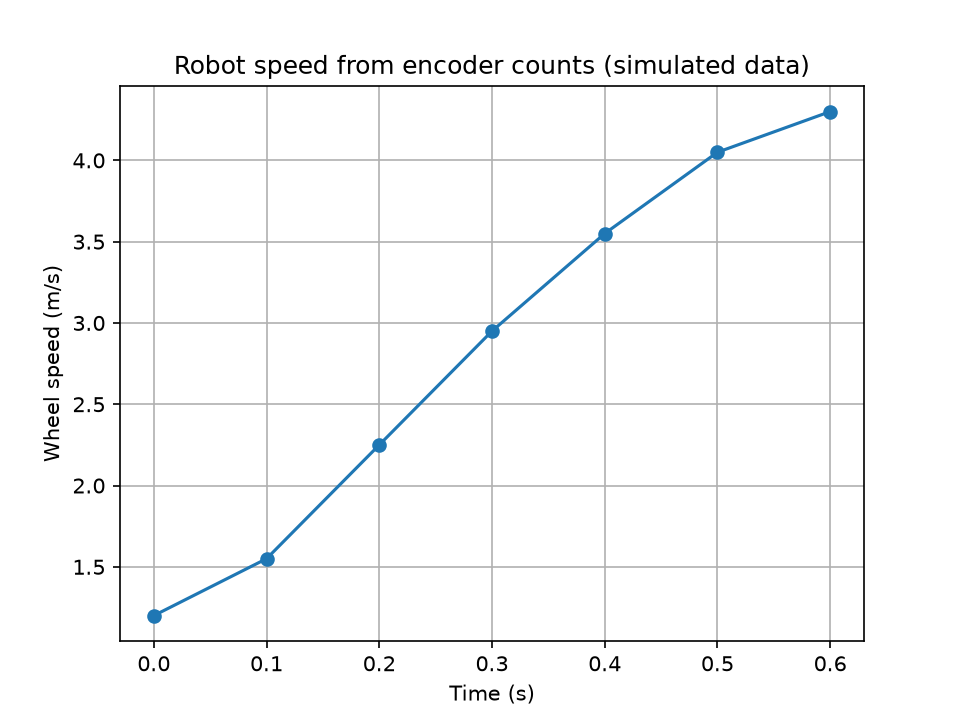 Robot speed from encoder counts (simulated data)
Wheel speed (m/s)
4.0
3.5
3.0
2.5
2.0
1.5
0.0 0.1 0.2 0.3 0.4 0.5 0.6
Time (s)